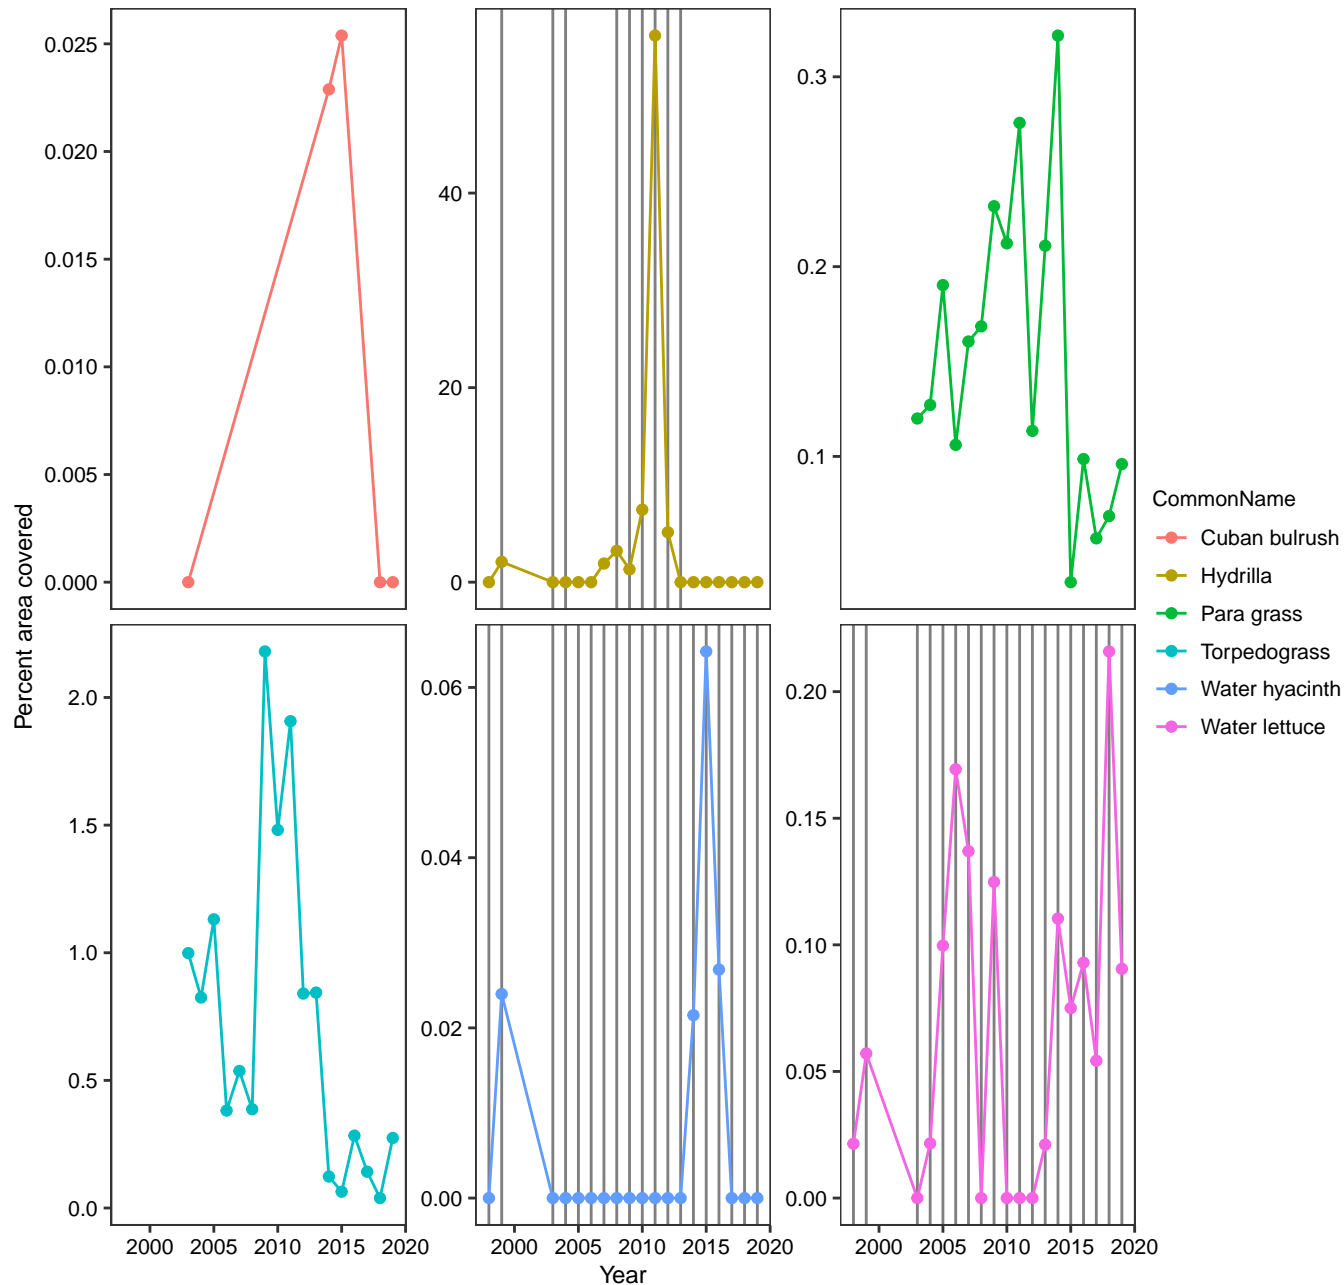 0.025
0.020
0.015
0.010
0.005
0.000
40
20
0
0.3
0.2
0.1
Percent area covered
2.0
1.5
1.0
0.5
0.0
0.06
0.04
0.02
0.00
0.20
0.15
0.10
0.05
0.00
2000 2005 2010 2015 2020
2000 2005 2010 2015 2020
2000 2005 2010 2015 2020
Year
CommonName
Cuban bulrush
Hydrilla
Para grass
Torpedograss
Water hyacinth
Water lettuce